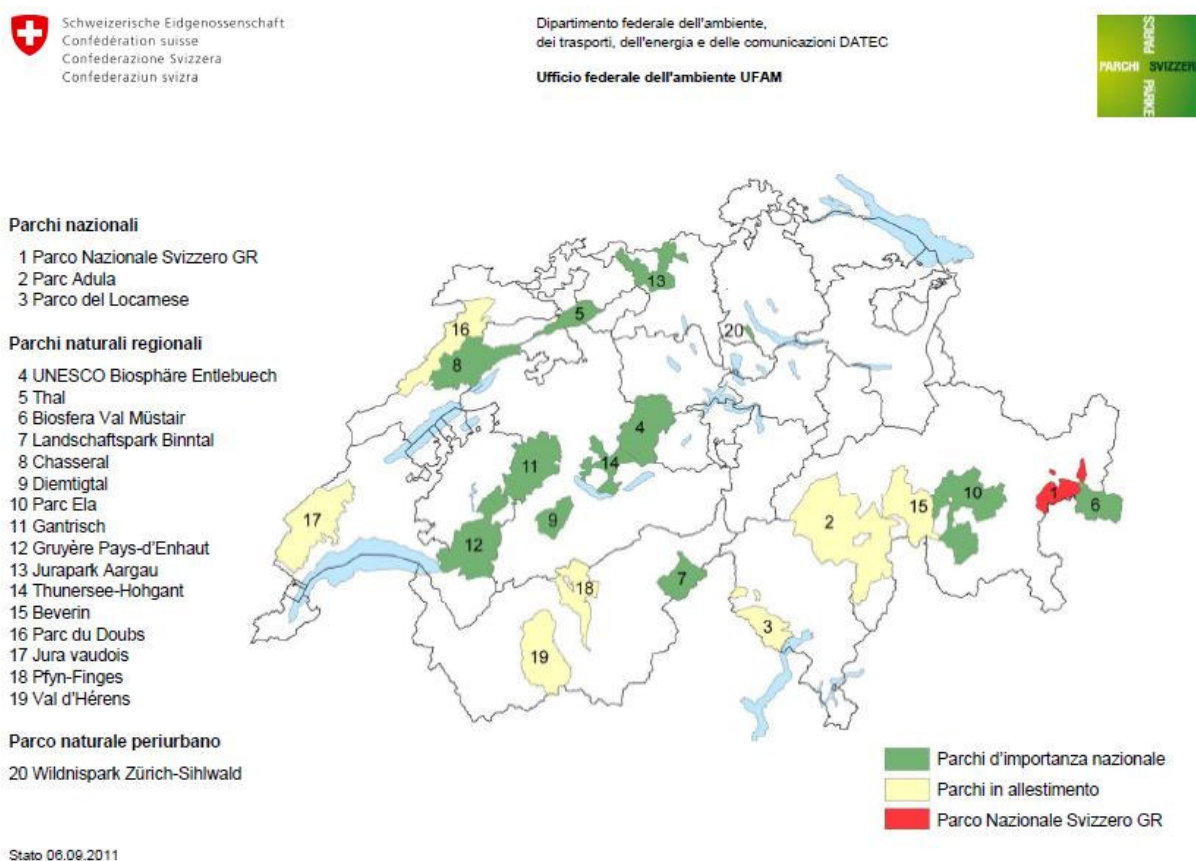 Schweizerische Eidgenossenschaft
Confédération suisse
Confederazione Svizzera
Confederaziun svizra
Dipartimento federale dell'ambiente,
dei trasporti, dell'energia e delle comunicazioni DATEC
Ufficio federale dell'ambiente UFAM
PARCS
PARCHI SVIZZERI
PÄRKE
Parchi nazionali
1 Parco Nazionale Svizzero GR
2 Parc Adula
3 Parco del Locarnese
Parchi naturali regionali
4 UNESCO Biosphäre Entlebuech
5 Thal
6 Biosfera Val Müstair
7 Landschaftspark Binntal
8 Chasseral
9 Diemtigtal
10 Parc Ela
11 Gantrisch
12 Gruyère Pays-d'Enhaut
13 Jurapark Aargau
14 Thunersee-Hohgant
15 Beverin
16 Parc du Doubs
17 Jura vaudois
18 Pfyn-Finges
19 Val d'Hérens
Parco naturale periurbano
20 Wildnispark Zürich-Sihlwald
13
5
16
20
8
4
14
11
10
1
6
17
9
2
15
12
18
7
3
19
Parchi d'importanza nazionale
Parchi in allestimento
Parco Nazionale Svizzero GR
Stato 06.09.2011